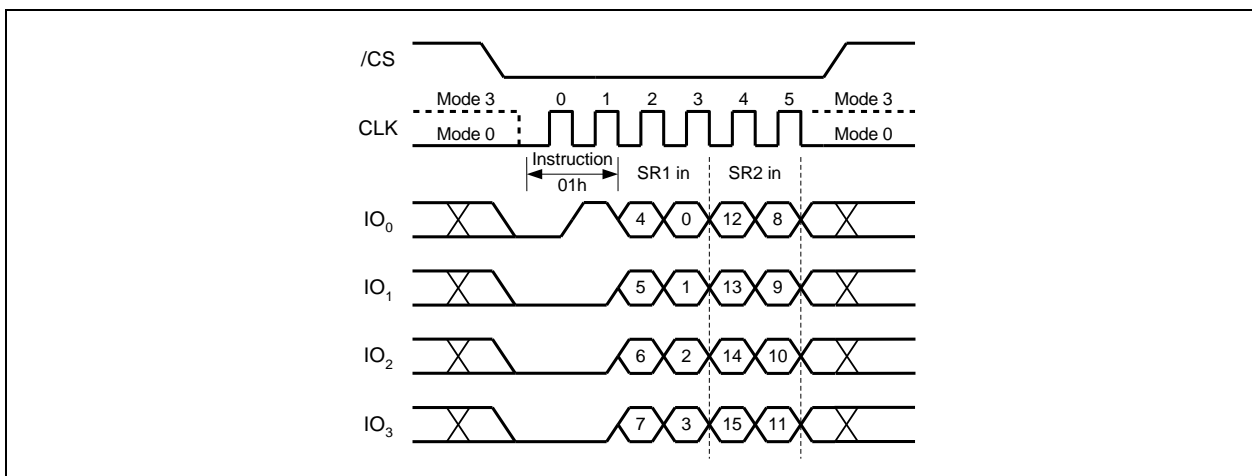 /CS
Mode 3 0 1 2 3 4 5 Mode 3
CLK Mode 0 Mode 0
Instruction
01h SR1 in SR2 in
IO0 4 0 12 8
IO1 5 1 13 9
IO2 6 2 14 10
IO3 7 3 15 11